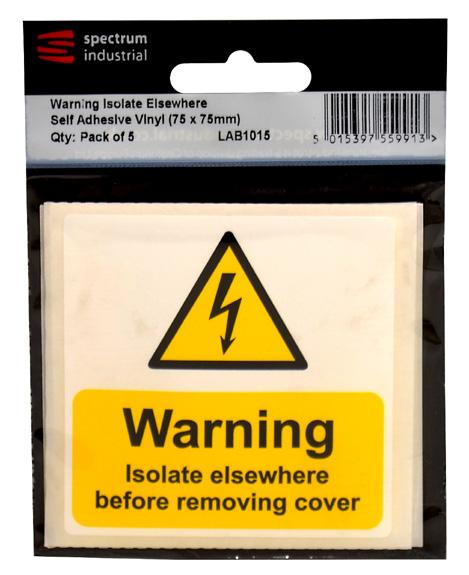 spectrum
industrial
Warning Isolate Elsewhere
Self Adhesive Vinyl (75 x 75mm)
Qty: Pack of 5 LAB1015
5 015397 559913 >
Warning
Isolate elsewhere
before removing cover